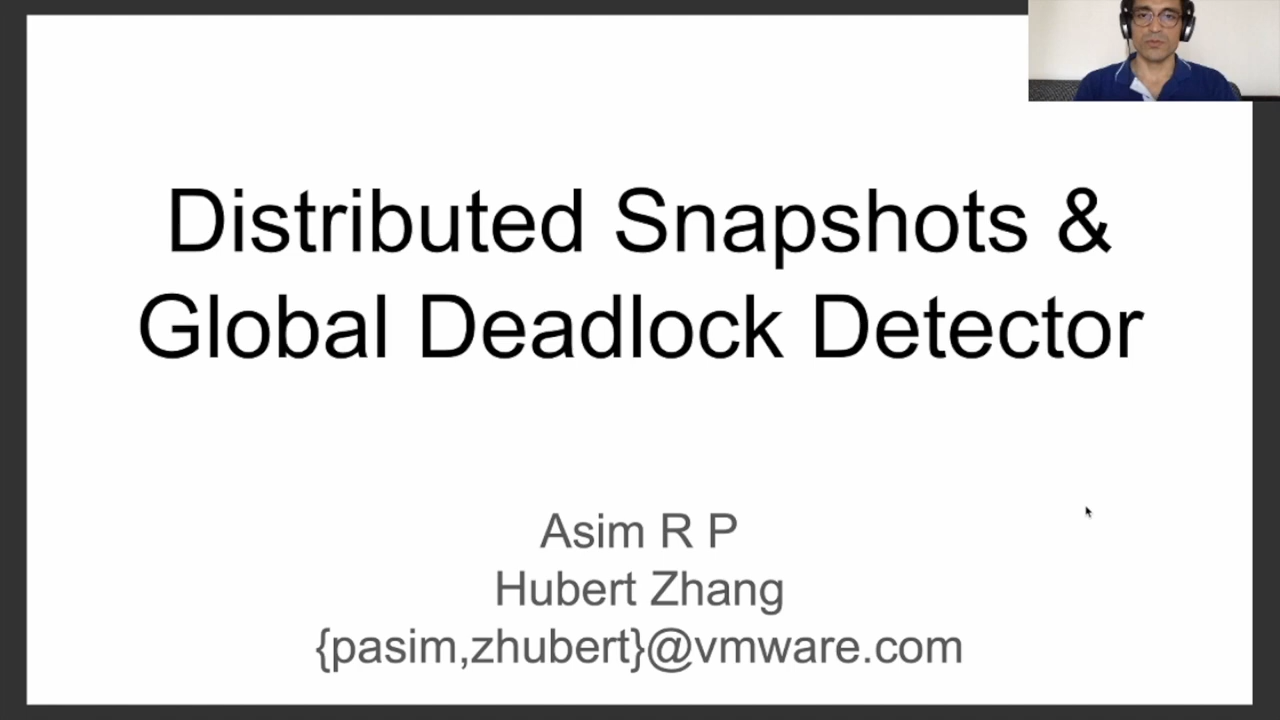 Distributed Snapshots &
Global Deadlock Detector
Asim R P
Hubert Zhang
{pasim,zhubert}@vmware.com